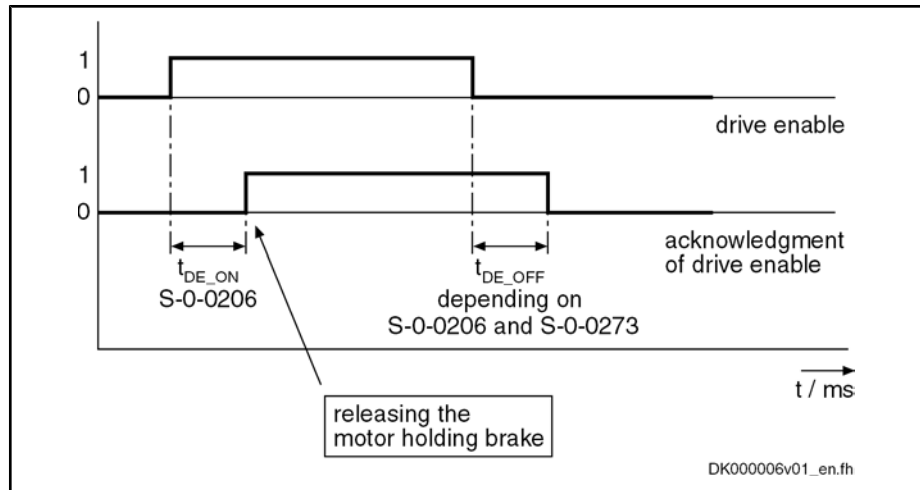 1
0
drive enable
1
0
acknowledgment
of drive enable
tDE_ON
S-0-0206
tDE_OFF
depending on
S-0-0206 and S-0-0273
t / ms
releasing the
motor holding brake
DK000006v01_en.fh